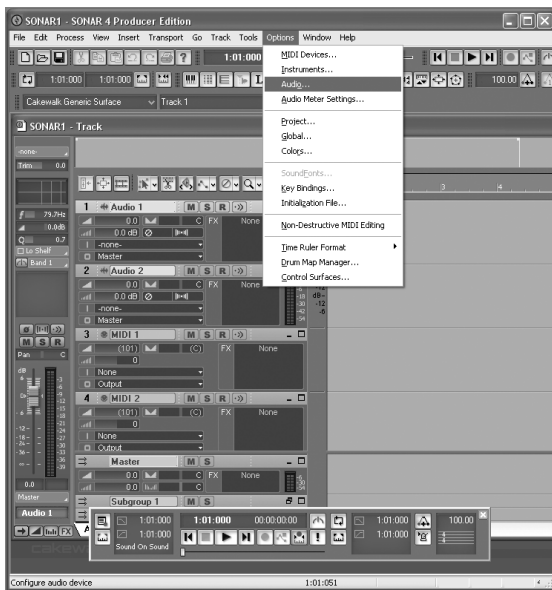 SONAR1 - SONAR 4 Producer Edition
File Edit Process View Insert Transport Go Track Tools Options Window Help
1:01:000
1:01:000 1:01:000 100.00
Cakewalk Generic Surface Track 1
MIDI Devices...
Instruments...
Audio...
Audio Meter Settings...
Project...
Global...
Colors...
SoundFonts...
Key Bindings...
Initialization File...
Non-Destructive MIDI Editing
Time Ruler Format
Drum Map Manager...
Control Surfaces...
SONAR1 - Track
-none-
Trim 0.0
f 79.7Hz
0.0dB
Q 0.7
Lo Shelf
Band 1
M S R
Pan C
dB
0.0
Master
Audio 1
FX
3 4
1 Audio 1 M S R
0.0 C FX None
0.0 dB
-none-
Master
2 Audio 2 M S R
0.0 C FX None
0.0 dB
-none-
Master
3 MIDI 1 M S R
(101) (C) FX None
0
None
Output
4 MIDI 2 M S R
(101) (C) FX None
0
None
Output
Master M S
0.0 C FX None
0.0 C
Subgroup 1 M S
1:01:000 1:01:000 00:00:00:00 1:01:000 100.00
1:01:000 1:01:000
Sound On Sound
Configure audio device 1:01:051